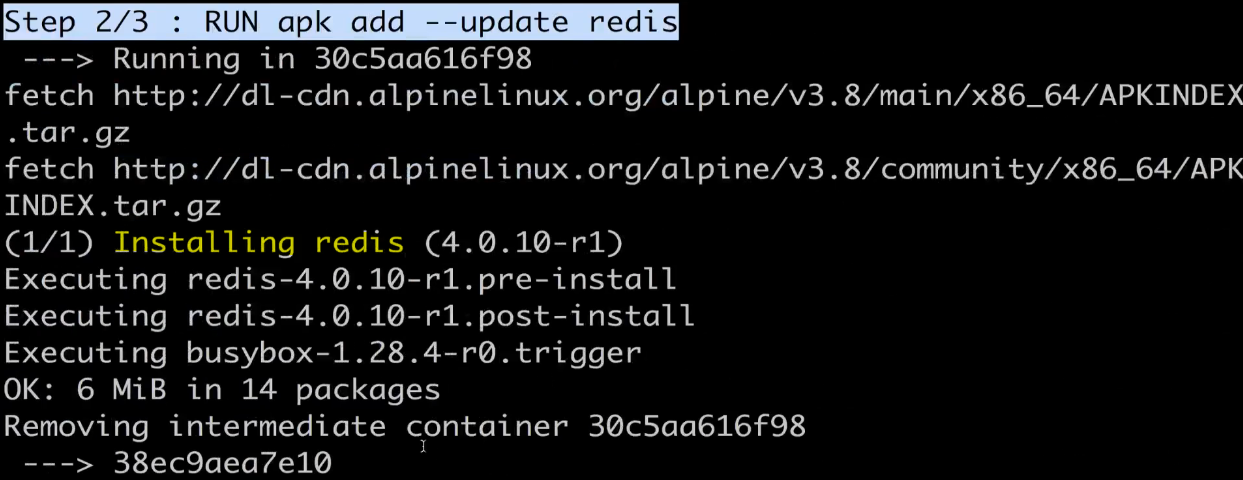 Step 2/3 : RUN apk add --update redis
 ---> Running in 30c5aa616f98
fetch http://dl-cdn.alpinelinux.org/alpine/v3.8/main/x86_64/APKINDEX
.tar.gz
fetch http://dl-cdn.alpinelinux.org/alpine/v3.8/community/x86_64/APK
INDEX.tar.gz
(1/1) Installing redis (4.0.10-r1)
Executing redis-4.0.10-r1.pre-install
Executing redis-4.0.10-r1.post-install
Executing busybox-1.28.4-r0.trigger
OK: 6 MiB in 14 packages
Removing intermediate container 30c5aa616f98
 ---> 38ec9aea7e10